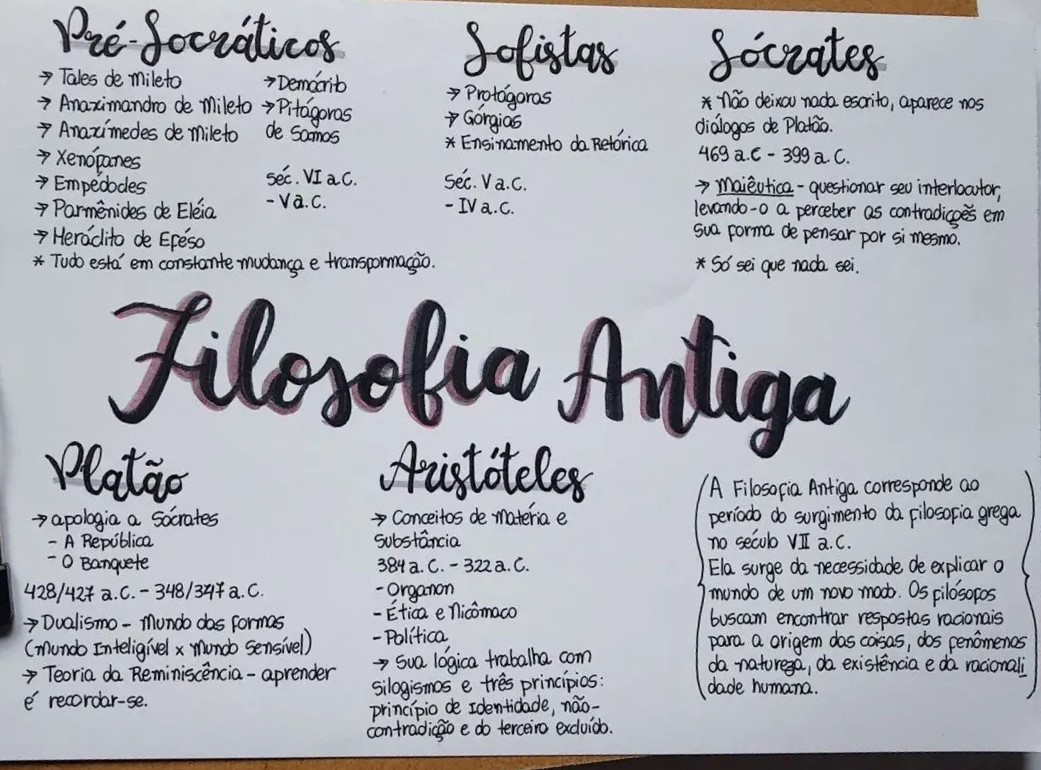 Pré-Socráticos
→ Tales de Mileto
→ Anaximandro de Mileto
→ Anaxímedes de Mileto
→ Xenófanes
→ Empédocles
→ Parmênides de Eléia
→ Heráclito de Eféso
→ Demócrito
→ Pitágoras
de Samos
séc. VI a.C.
- V a.C.
* Tudo está em constante mudança e transformação.
Sofistas
→ Protágoras
→ Górgias
* Ensinamento da Retórica
Séc. V a.C.
- IV a.C.
Sócrates
* Não deixou nada escrito, aparece nos
diálogos de Platão.
469 a.C - 399 a.C.
→ Maiêutica - questionar seu interlocutor,
levando-o a perceber as contradições em
sua forma de pensar por si mesmo.
* Só sei que nada sei.
Filosofia Antiga
Platão
→ apologia a Sócrates
- A República
- O Banquete
428/427 a.C. - 348/347 a.C.
→ Dualismo - Mundo das formas
(Mundo Inteligível x Mundo Sensível)
→ Teoria da Reminiscência - aprender
é recordar-se.
Aristóteles
→ Conceitos de Matéria e
Substância
384 a.C. - 322 a.C.
- Organon
- Ética e Nicômaco
- Política
→ Sua lógica trabalha com
silogismos e três princípios:
princípio de Identidade, não-
contradição e do terceiro excluído.
A Filosofia Antiga corresponde ao
período do surgimento da filosofia grega
no século VII a.C.
Ela surge da necessidade de explicar o
mundo de um novo modo. Os filósofos
buscam encontrar respostas racionais
para a origem das coisas, dos fenômenos
da natureza, da existência e da racionali
dade humana.